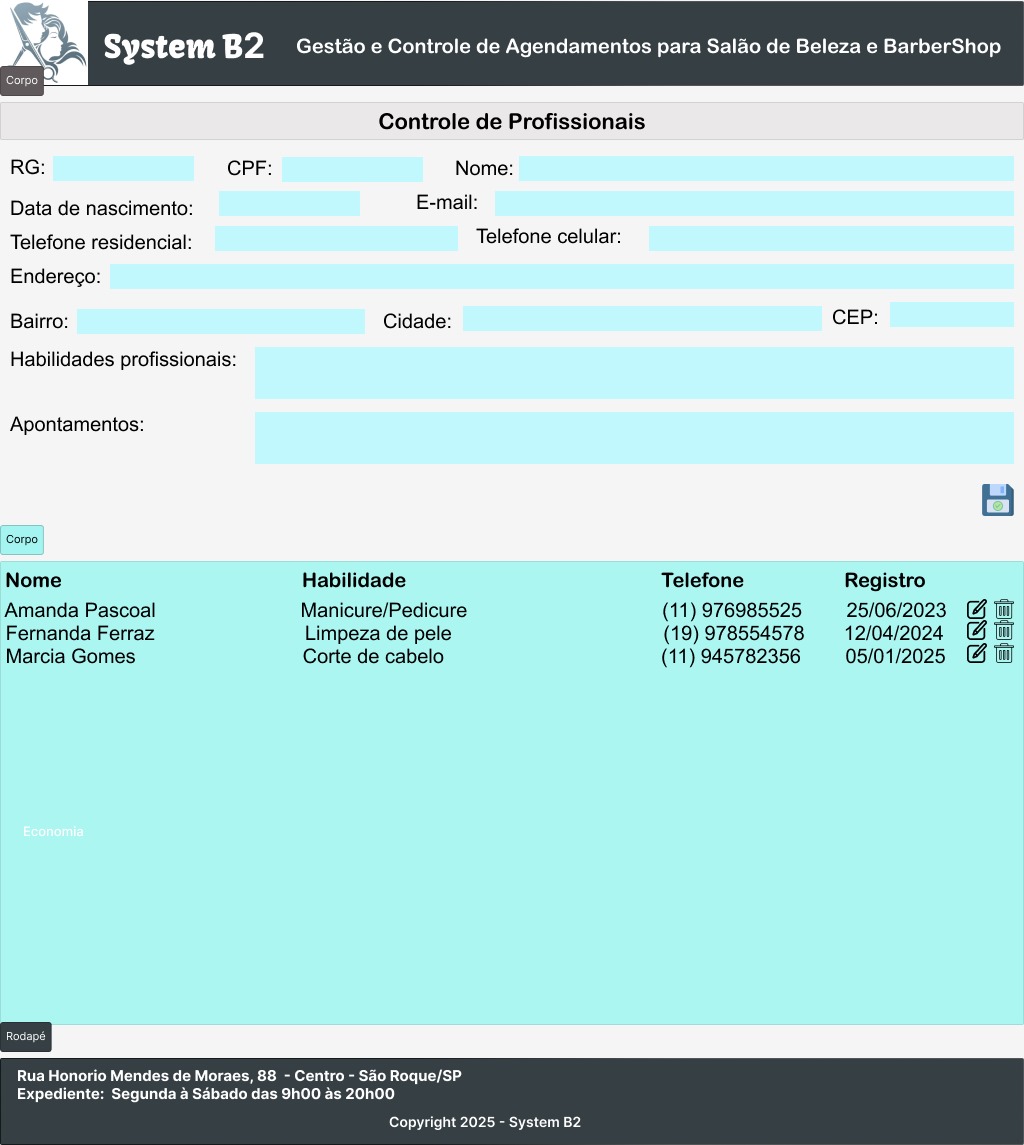 System B2 Gestão e Controle de Agendamentos para Salão de Beleza e BarberShop
Corpo
Controle de Profissionais
RG: CPF: Nome:
Data de nascimento: E-mail:
Telefone residencial: Telefone celular:
Endereço:
Bairro: Cidade: CEP:
Habilidades profissionais:
Apontamentos:
Corpo
Nome Habilidade Telefone Registro
Amanda Pascoal Manicure/Pedicure (11) 976985525 25/06/2023
Fernanda Ferraz Limpeza de pele (19) 978554578 12/04/2024
Marcia Gomes Corte de cabelo (11) 945782356 05/01/2025
Economia
Rodapé
Rua Honorio Mendes de Moraes, 88 - Centro - São Roque/SP
Expediente: Segunda à Sábado das 9h00 às 20h00
Copyright 2025 - System B2